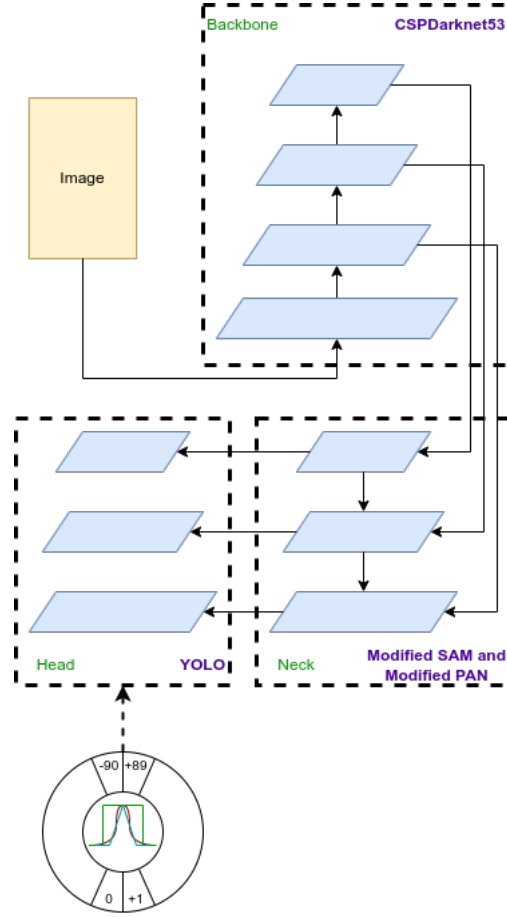 Backbone CSPDarknet53
Image
Head YOLO
Neck Modified SAM and
Modified PAN
-90 +89
0 +1